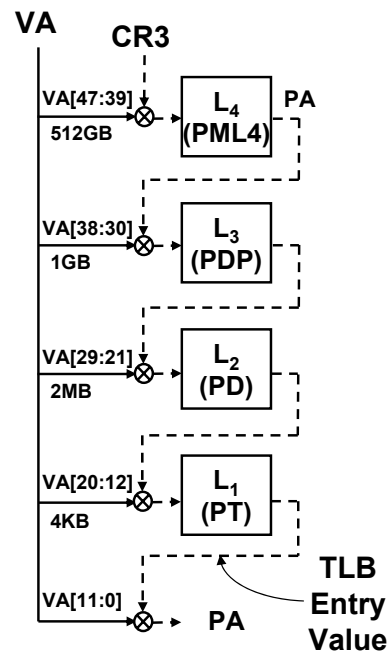 VA
CR3
VA[47:39]
512GB
L4
(PML4)
PA
VA[38:30]
1GB
L3
(PDP)
VA[29:21]
2MB
L2
(PD)
VA[20:12]
4KB
L1
(PT)
VA[11:0]
PA
TLB
Entry
Value